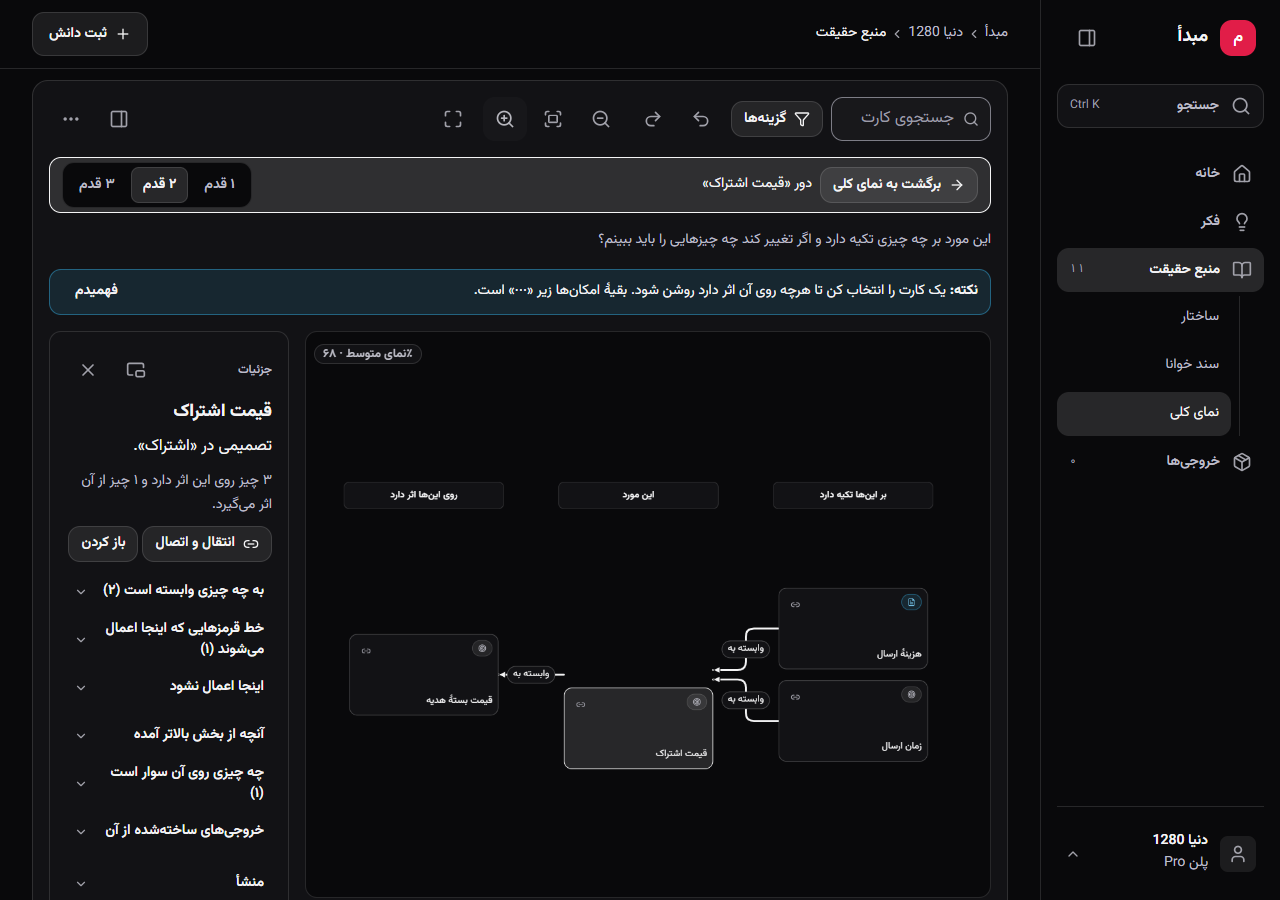 م
مبدأ
جستجو
Ctrl K
خانه
فکر
منبع حقیقت
۱۱
ساختار
سند خوانا
نمای کلی
خروجی‌ها
۰
دنیا 1280
پلن Pro
مبدأ › دنیا 1280 › منبع حقیقت
+ ثبت دانش
جستجوی کارت
گزینه‌ها
برگشت به نمای کلی
دور «قیمت اشتراک»
۱ قدم
۲ قدم
۳ قدم
این مورد بر چه چیزی تکیه دارد و اگر تغییر کند چه چیزهایی را باید ببینم؟
نکته: یک کارت را انتخاب کن تا هرچه روی آن اثر دارد روشن شود. بقیهٔ امکان‌ها زیر «⋯» است.
فهمیدم
٪نمای متوسط · ۶۸
بر این‌ها تکیه دارد
این مورد
روی این‌ها اثر دارد
هزینهٔ ارسال
وابسته به
زمان ارسال
وابسته به
قیمت اشتراک
وابسته به
قیمت بستهٔ هدیه
جزئیات
قیمت اشتراک
تصمیمی در «اشتراک».
۳ چیز روی این اثر دارد و ۱ چیز از آن
اثر می‌گیرد.
انتقال و اتصال
باز کردن
به چه چیزی وابسته است (۲)
خط قرمزهایی که اینجا اعمال
می‌شوند (۱)
اینجا اعمال نشود
آنچه از بخش بالاتر آمده
چه چیزی روی آن سوار است
(۱)
خروجی‌های ساخته‌شده از آن
منشأ